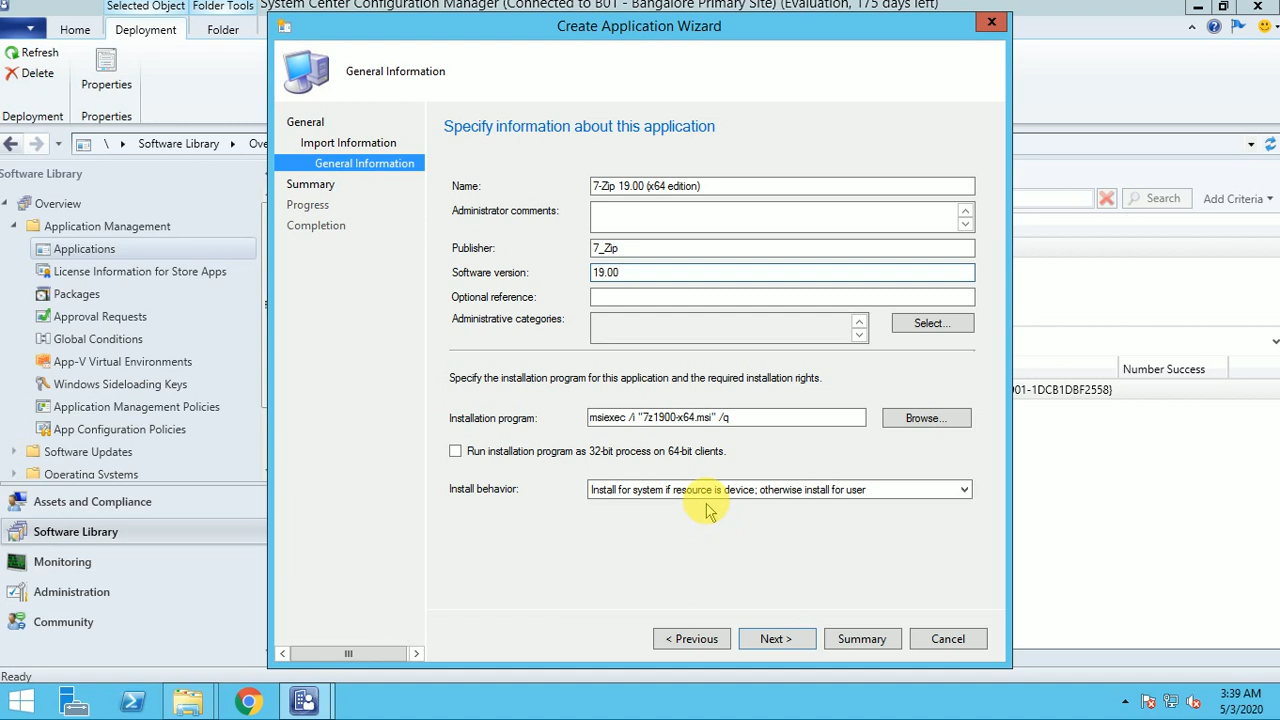 Selected Object
Folder Tools
System Center Configuration Manager (Connected to B01 - Bangalore Primary Site) (Evaluation, 175 days left)
Home
Deployment
Folder
Refresh
Delete
Properties
Deployment
Properties
\
Software Library
Ove
Search
Add Criteria
Software Library
Overview
Application Management
Applications
License Information for Store Apps
Packages
Approval Requests
Global Conditions
App-V Virtual Environments
Windows Sideloading Keys
Application Management Policies
App Configuration Policies
Software Updates
Operating Systems
Assets and Compliance
Software Library
Monitoring
Administration
Community
Ready
Create Application Wizard
General Information
General
Import Information
General Information
Summary
Progress
Completion
Specify information about this application
Name:
7-Zip 19.00 (x64 edition)
Administrator comments:
Publisher:
7_Zip
Software version:
19.00
Optional reference:
Administrative categories:
Select...
Specify the installation program for this application and the required installation rights.
Installation program:
msiexec /i "7z1900-x64.msi" /q
Browse...
Run installation program as 32-bit process on 64-bit clients.
Install behavior:
Install for system if resource is device; otherwise install for user
< Previous
Next >
Summary
Cancel
Number Success
01-1DCB1DBF2558}
3:39 AM
5/3/2020